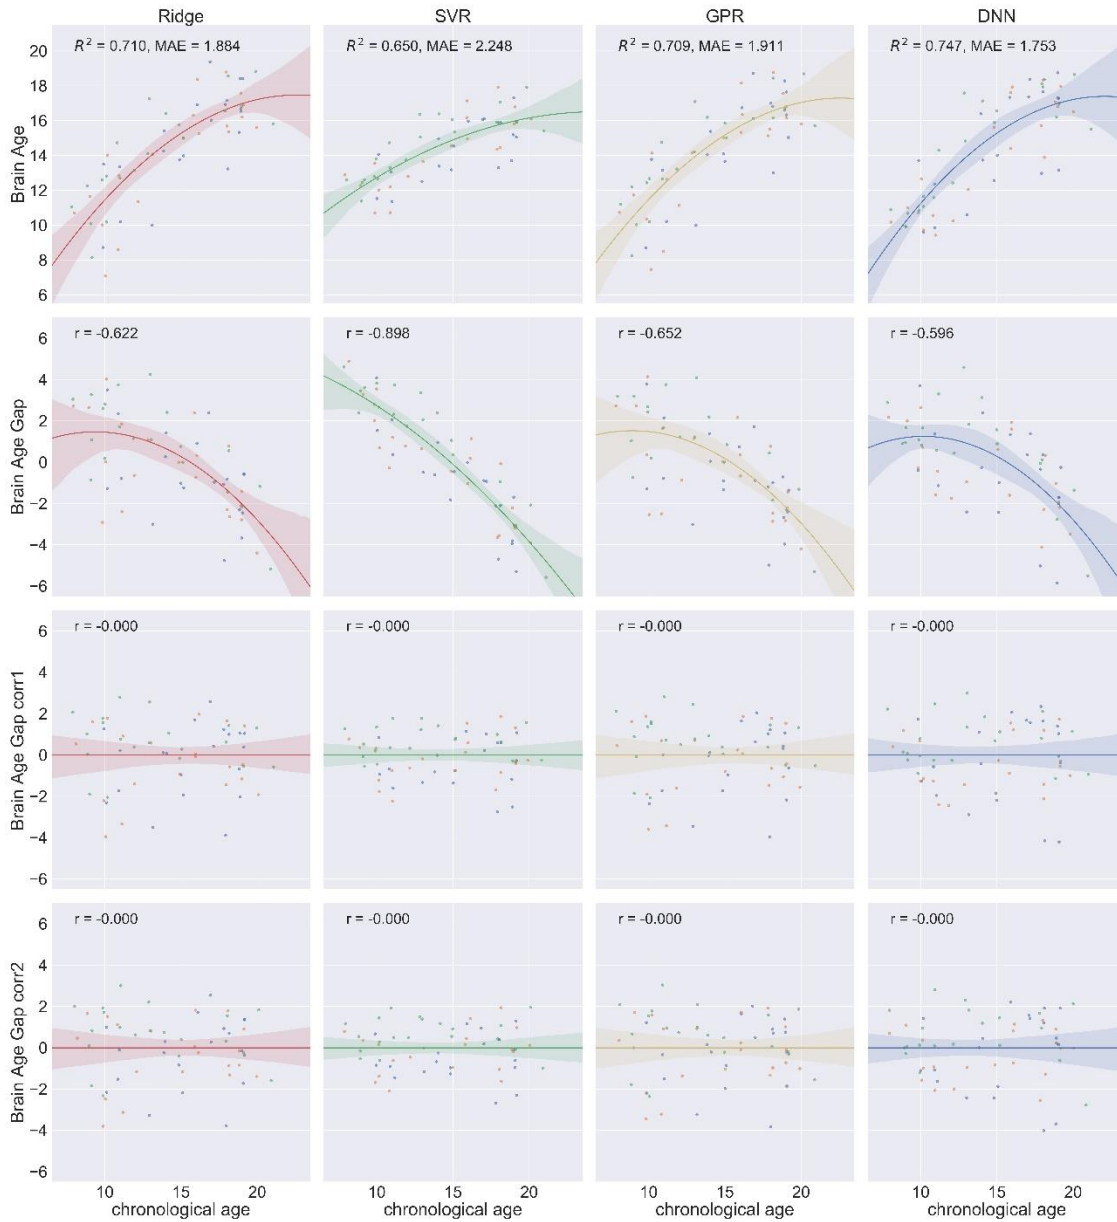 Ridge SVR GPR DNN
R² = 0.710, MAE = 1.884 R² = 0.650, MAE = 2.248 R² = 0.709, MAE = 1.911 R² = 0.747, MAE = 1.753
Brain Age
20
18
16
14
12
10
8
6
r = -0.622 r = -0.898 r = -0.652 r = -0.596
Brain Age Gap
6
4
2
0
−2
−4
−6
r = -0.000 r = -0.000 r = -0.000 r = -0.000
Brain Age Gap corr1
6
4
2
0
−2
−4
−6
r = -0.000 r = -0.000 r = -0.000 r = -0.000
Brain Age Gap corr2
6
4
2
0
−2
−4
−6
10 15 20 10 15 20 10 15 20 10 15 20
chronological age chronological age chronological age chronological age